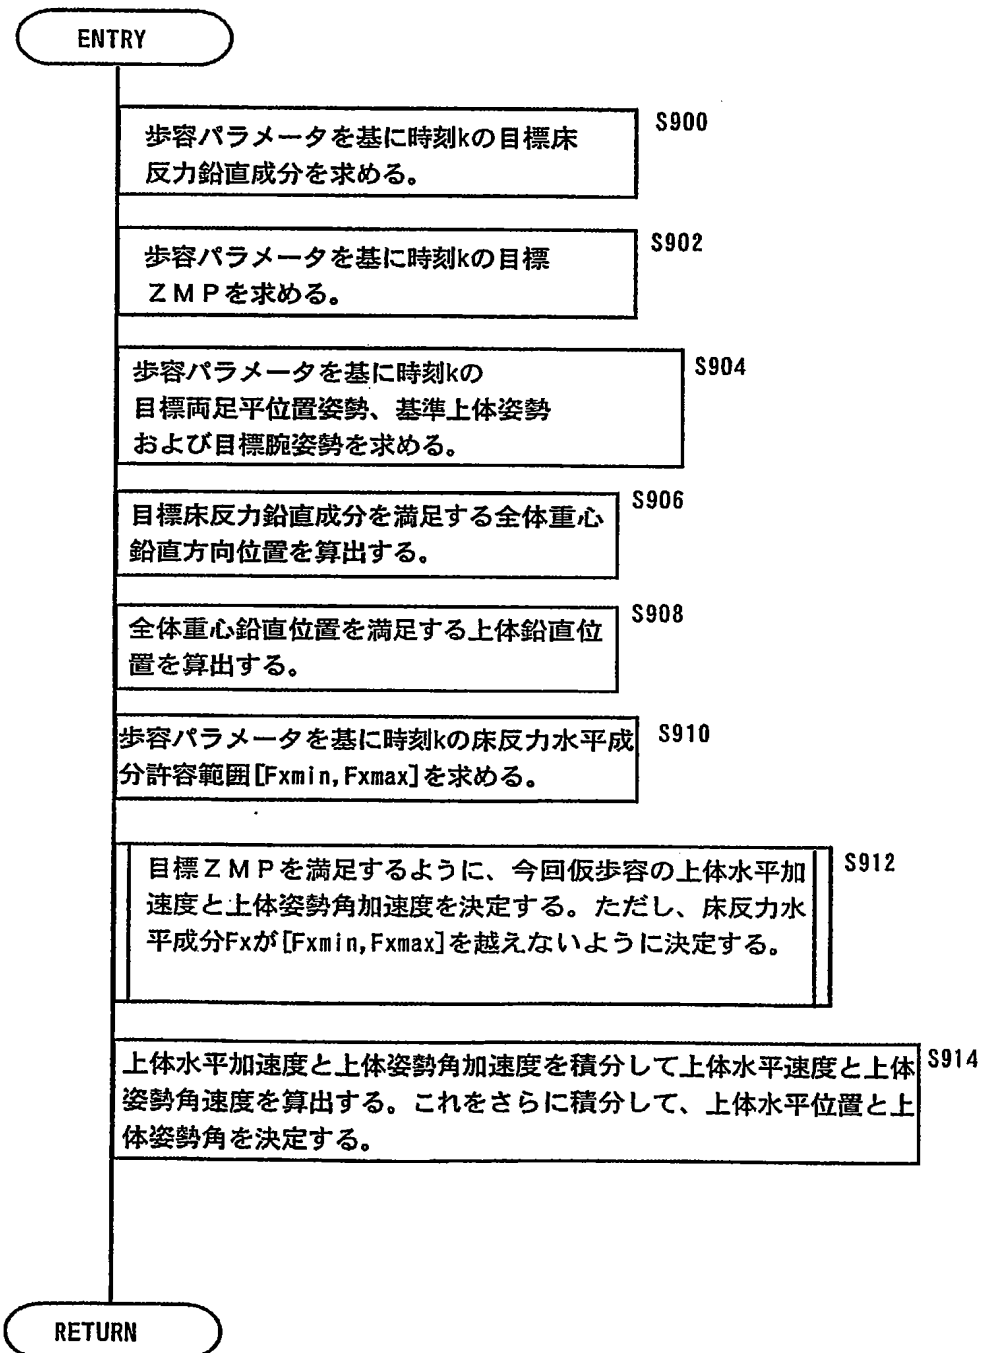 ENTRY
S900
歩容パラメータを基に時刻kの目標床
反力鉛直成分を求める。
S902
歩容パラメータを基に時刻kの目標
ＺＭＰを求める。
S904
歩容パラメータを基に時刻kの
目標両足平位置姿勢、基準上体姿勢
および目標腕姿勢を求める。
S906
目標床反力鉛直成分を満足する全体重心
鉛直方向位置を算出する。
S908
全体重心鉛直位置を満足する上体鉛直位
置を算出する。
S910
歩容パラメータを基に時刻kの床反力水平成
分許容範囲[Fxmin,Fxmax]を求める。
S912
目標ＺＭＰを満足するように、今回仮歩容の上体水平加
速度と上体姿勢角加速度を決定する。ただし、床反力水
平成分Fxが[Fxmin,Fxmax]を越えないように決定する。
S914
上体水平加速度と上体姿勢角加速度を積分して上体水平速度と上体
姿勢角速度を算出する。これをさらに積分して、上体水平位置と上
体姿勢角を決定する。
RETURN